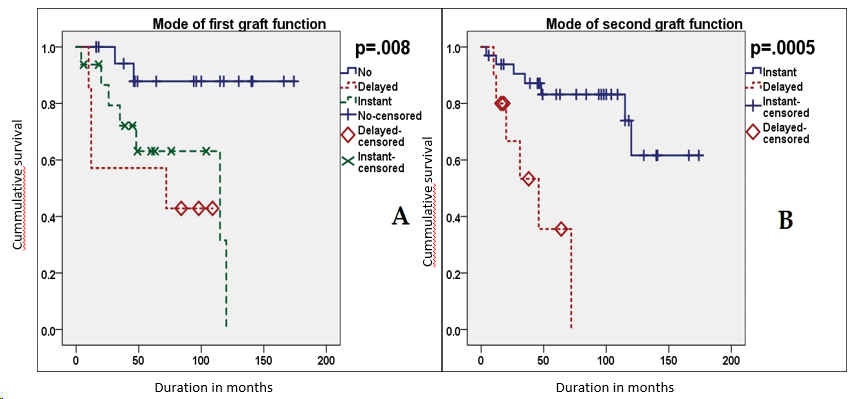 Mode of first graft function
p=.008
No
Delayed
Instant
No-censored
Delayed-
censored
Instant-
censored
A
Cummulative survival
1.0
0.8
0.6
0.4
0.2
0.0
0 50 100 150 200
Duration in months
Mode of second graft function
p=.0005
Instant
Delayed
Instant-
censored
Delayed-
censored
B
Cummulative survival
1.0
0.8
0.6
0.4
0.2
0.0
0 50 100 150 200
Duration in months